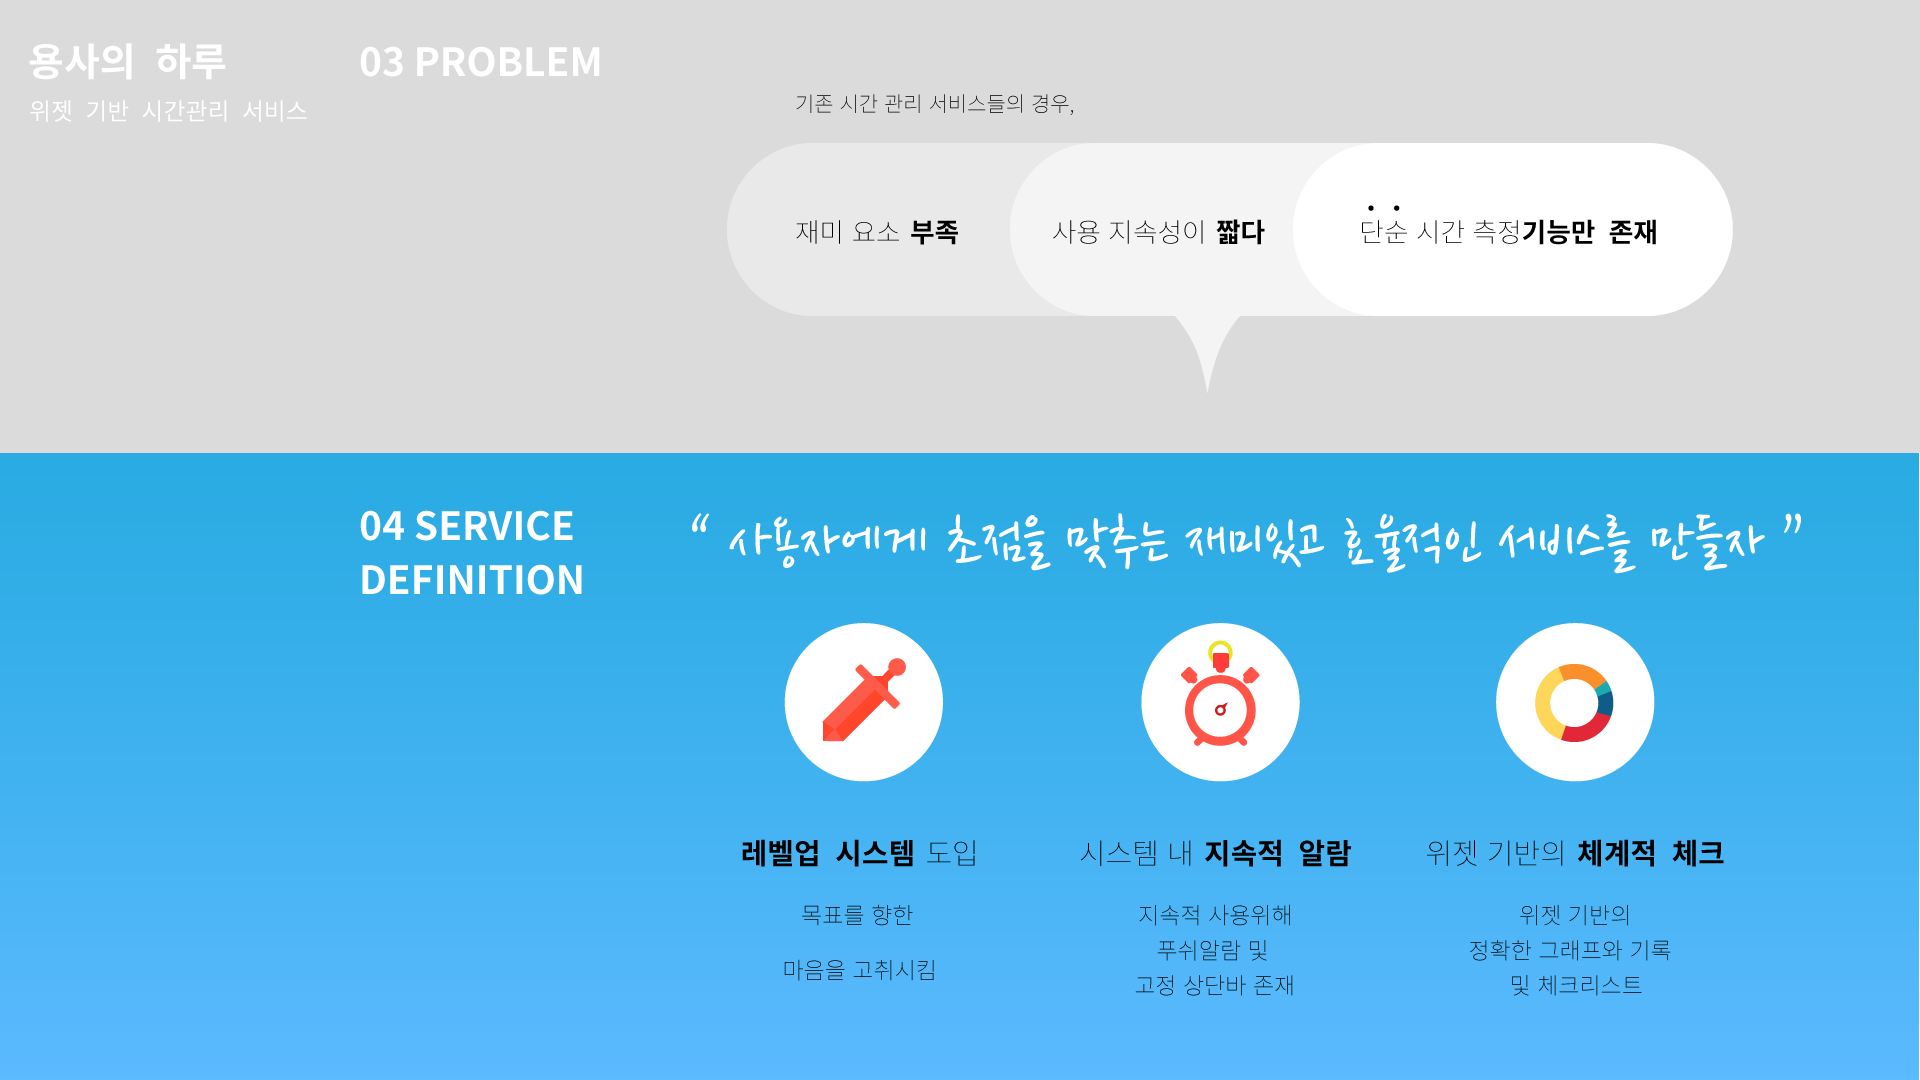 용사의 하루
위젯 기반 시간관리 서비스
03 PROBLEM
기존 시간 관리 서비스들의 경우,
재미 요소 부족
사용 지속성이 짧다
단순 시간 측정기능만 존재
04 SERVICE
DEFINITION
“ 사용자에게 초점을 맞추는 재미있고 효율적인 서비스를 만들자 ”
레벨업 시스템 도입
목표를 향한
마음을 고취시킴
시스템 내 지속적 알람
지속적 사용위해
푸쉬알람 및
고정 상단바 존재
위젯 기반의 체계적 체크
위젯 기반의
정확한 그래프와 기록
및 체크리스트